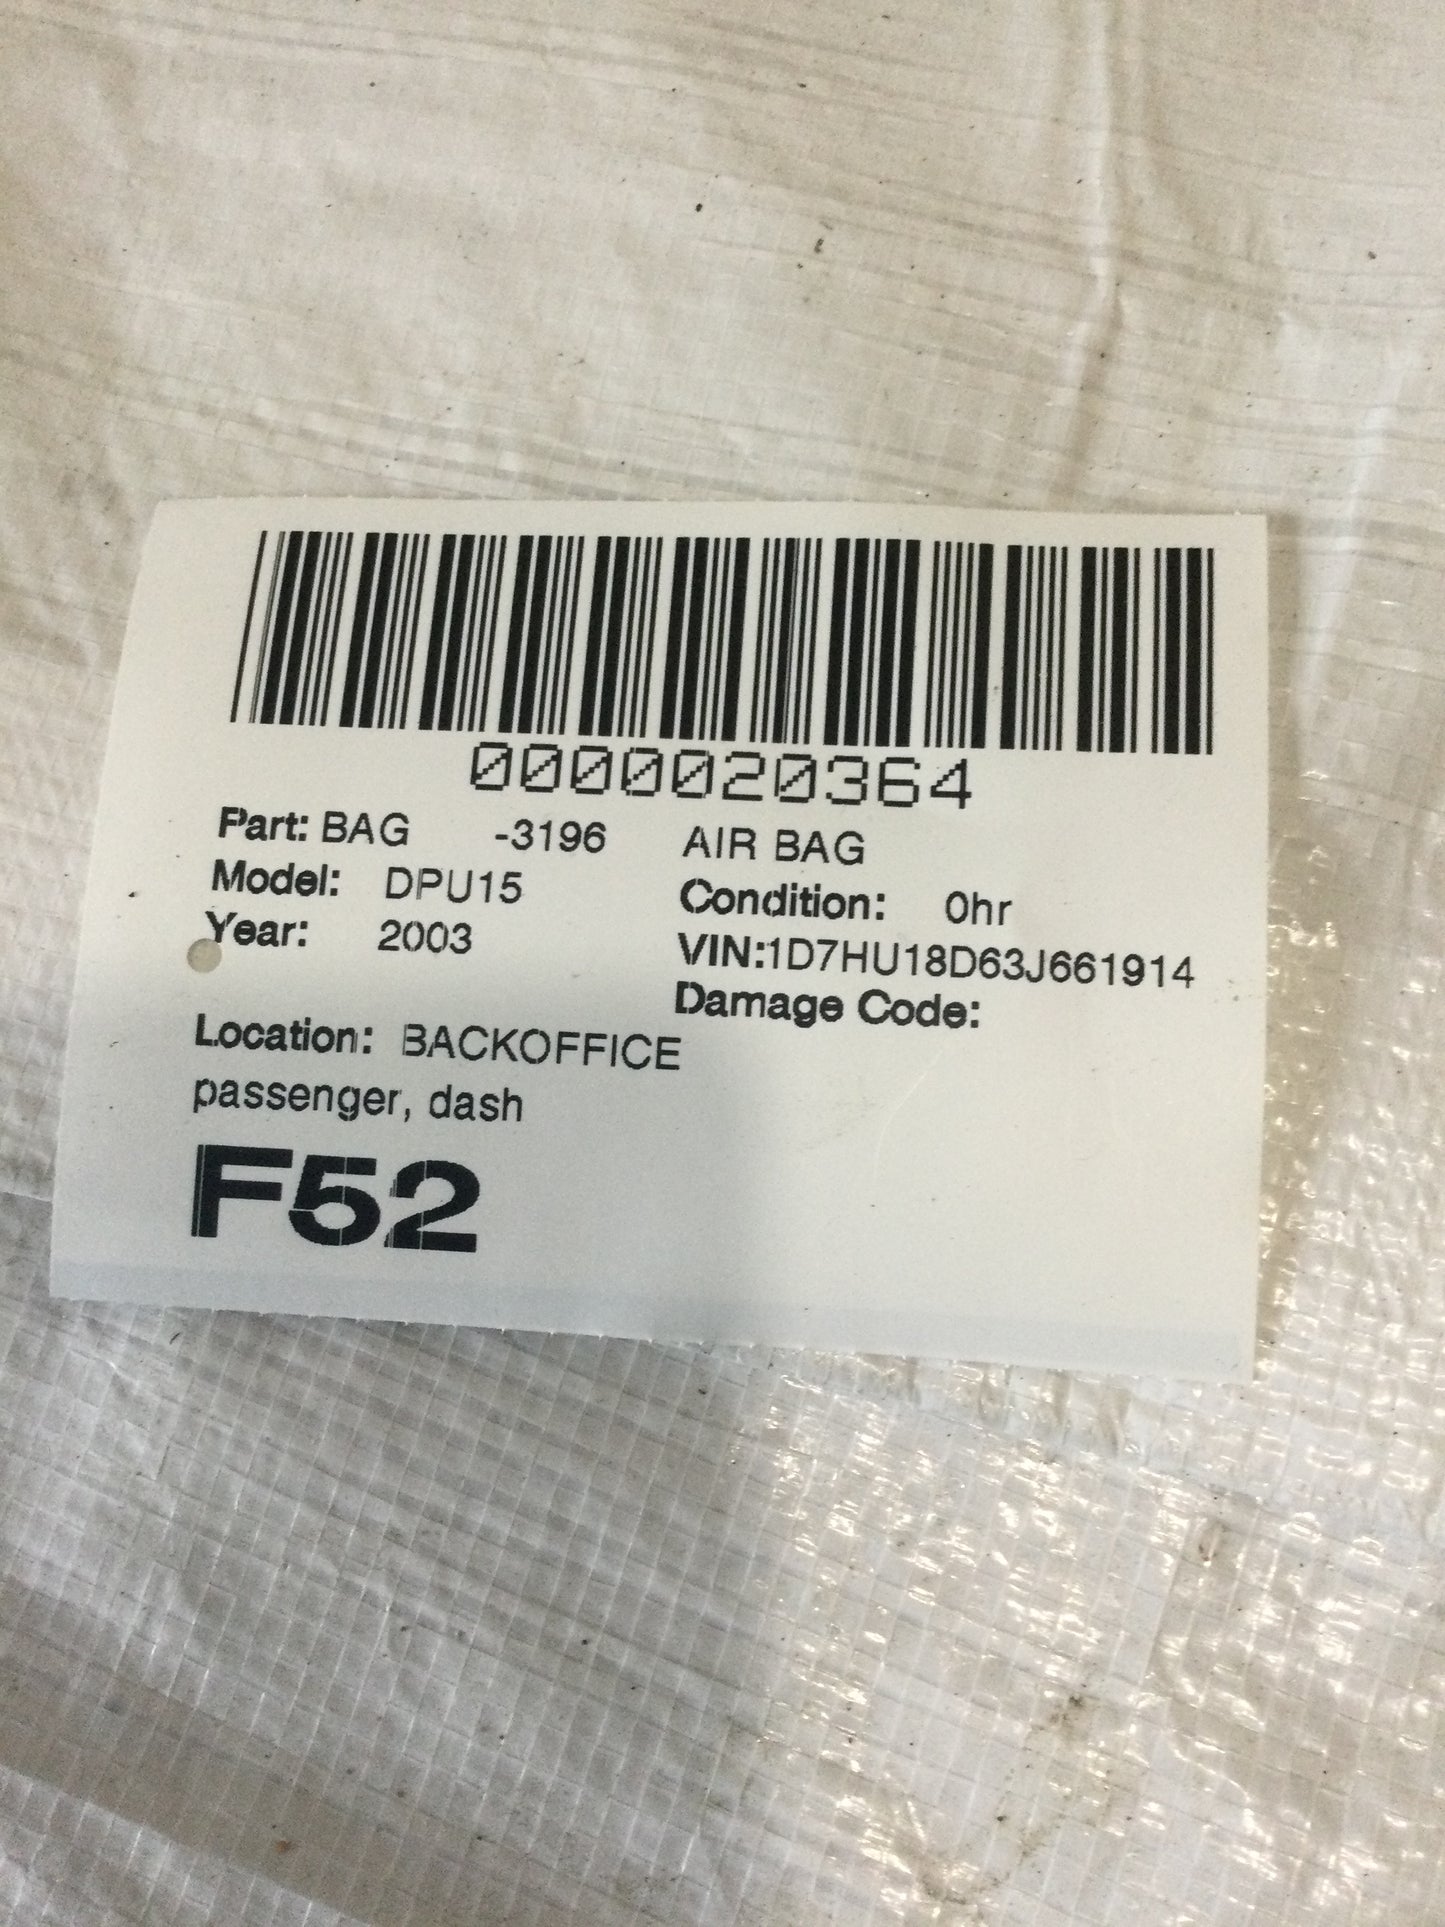 0000020364
Part: BAG -3196 AIR BAG
Model: DPU15 Condition: 0hr
Year: 2003 VIN:1D7HU18D63J661914
Damage Code:
Location: BACKOFFICE
passenger, dash
F52